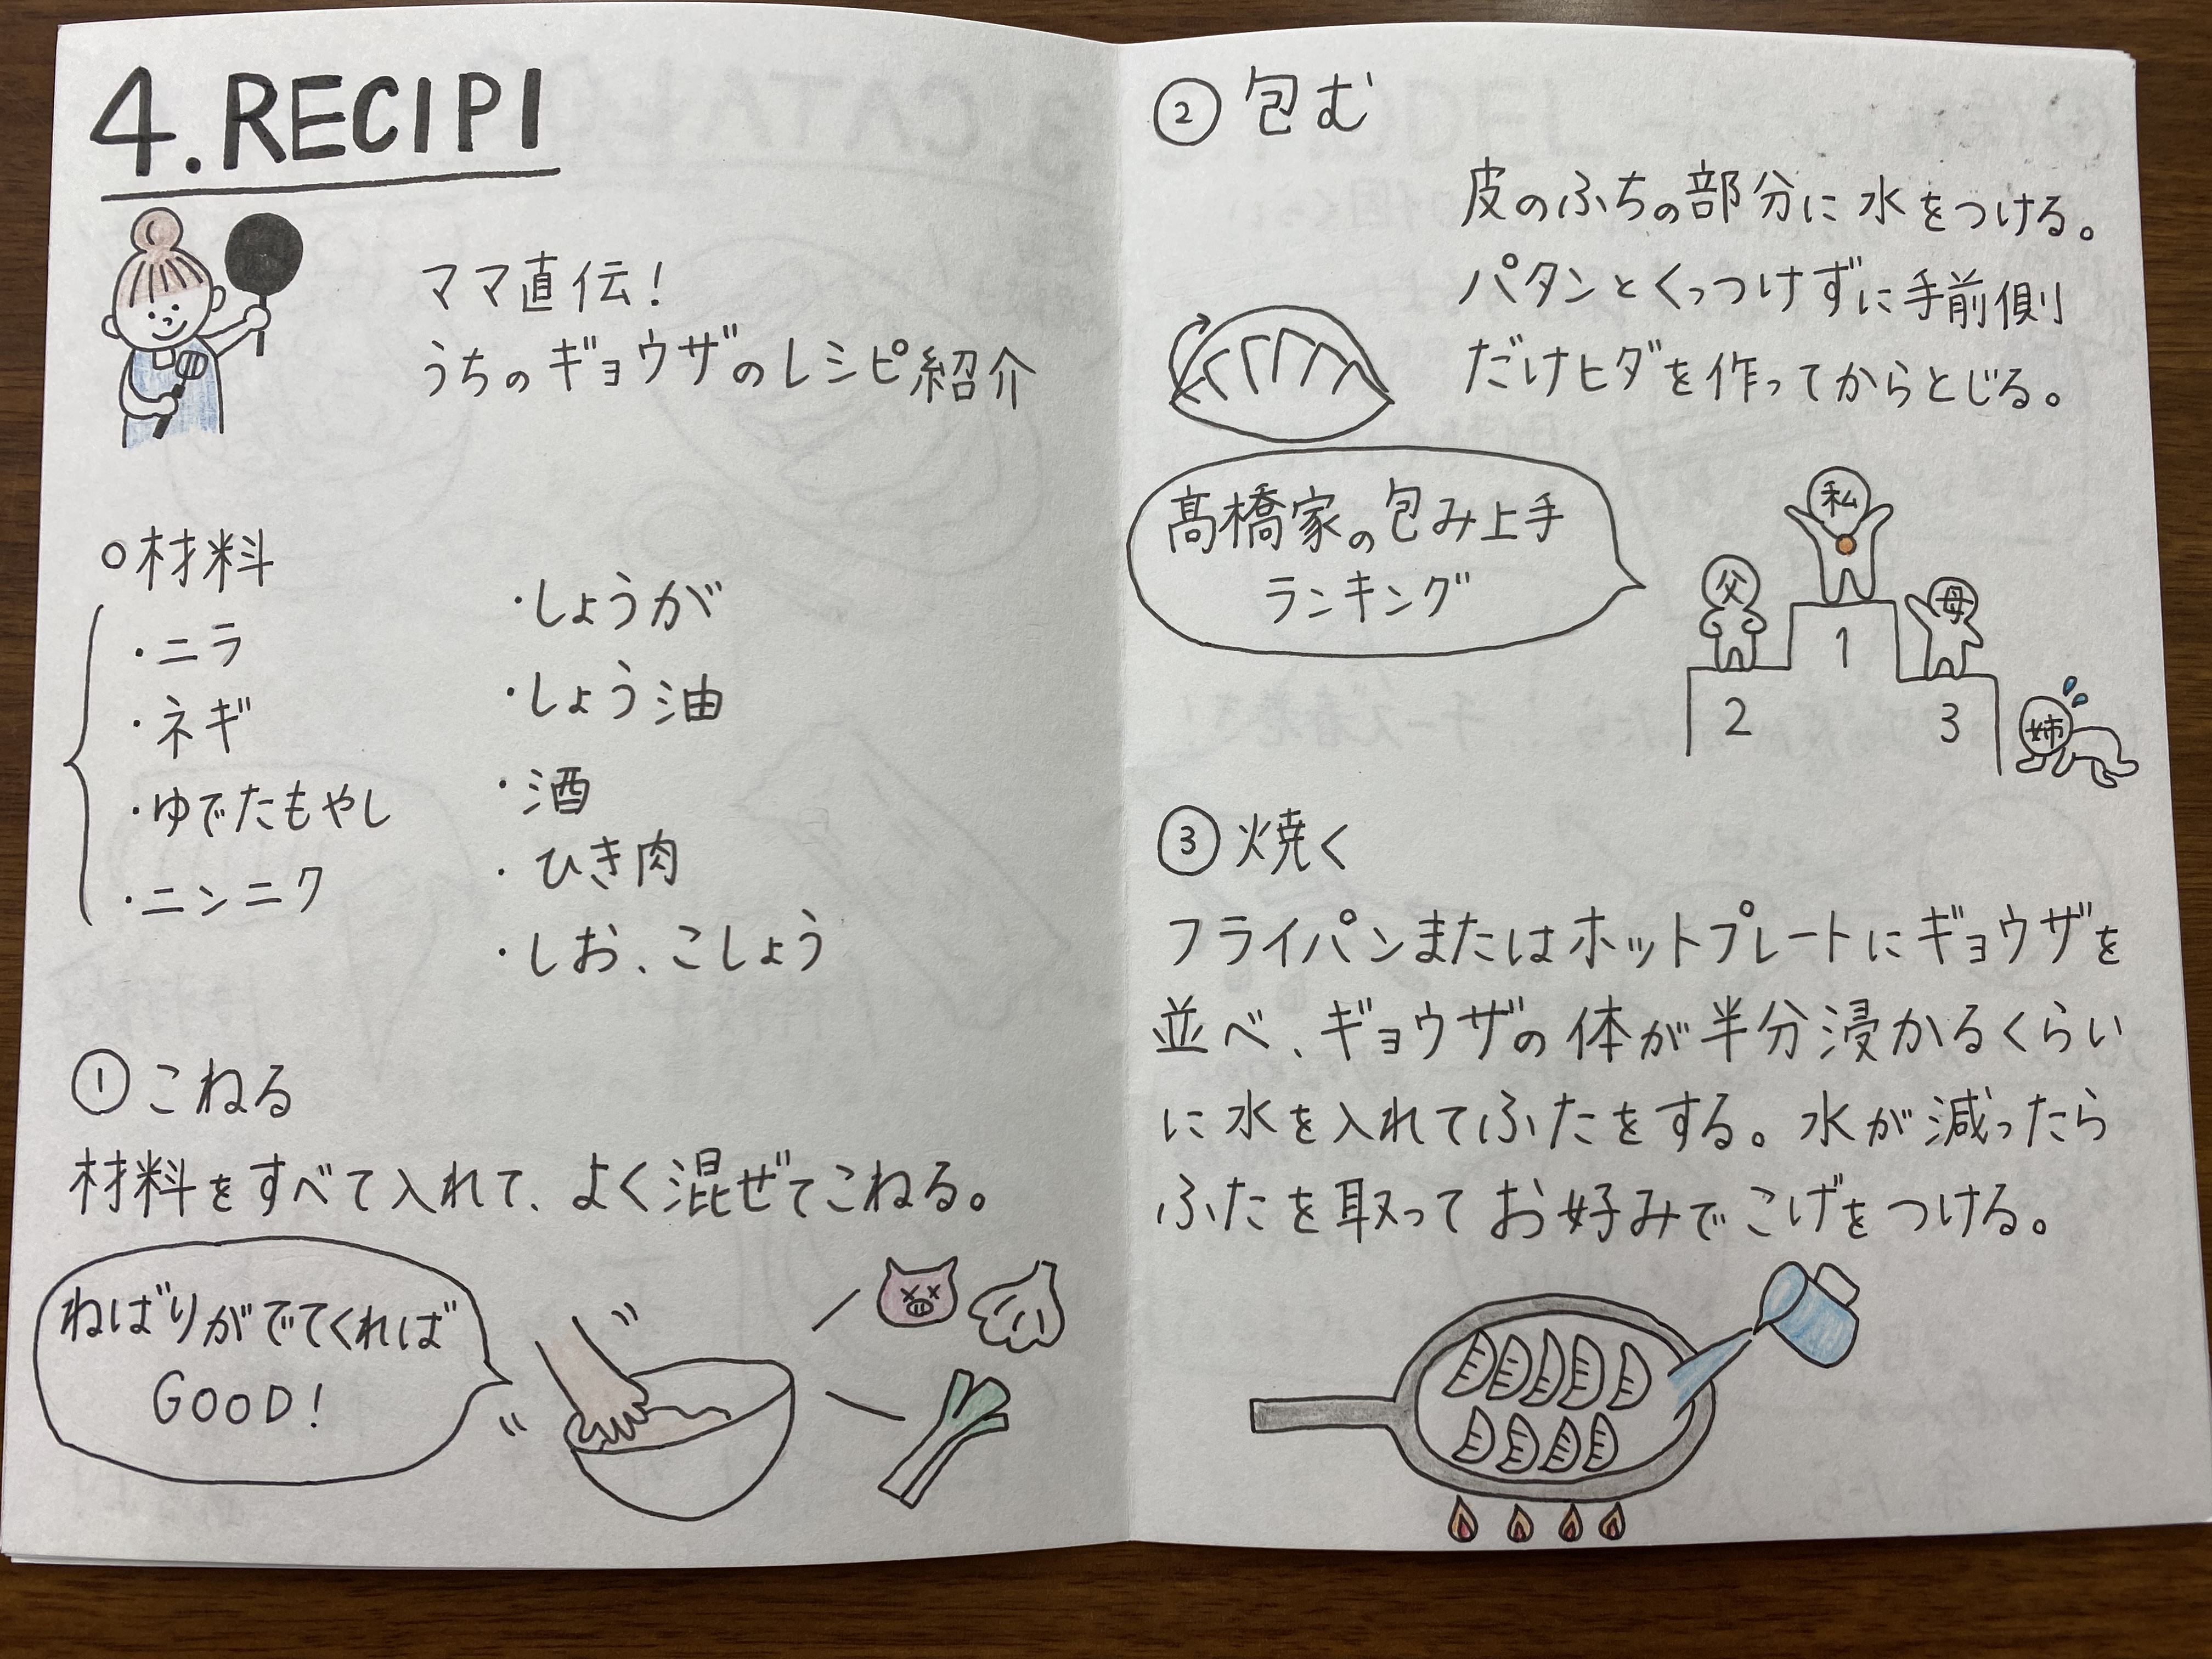 4.RECIPI
ママ直伝!
うちのギョウザのレシピ紹介
○材料
・ニラ
・ネギ
・ゆでたもやし
・ニンニク
・しょうが
・しょう油
・酒
・ひき肉
・しお、こしょう
①こねる
材料をすべて入れて、よく混ぜてこねる。
ねばりがでてくれば
GOOD!
②包む
皮のふちの部分に水をつける。
パタンとくっつけずに手前側
だけヒダを作ってからとじる。
高橋家の包み上手
ランキング
父
私
母
姉
2
1
3
③焼く
フライパンまたはホットプレートにギョウザを
並べ、ギョウザの体が半分浸かるくらい
に水を入れてふたをする。水が減ったら
ふたを取ってお好みでこげをつける。